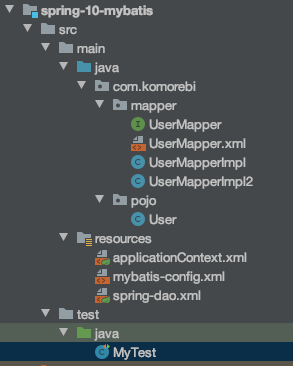 spring-10-mybatis
src
main
java
com.komorebi
mapper
UserMapper
UserMapper.xml
UserMapperImpl
UserMapperImpl2
pojo
User
resources
applicationContext.xml
mybatis-config.xml
spring-dao.xml
test
java
MyTest